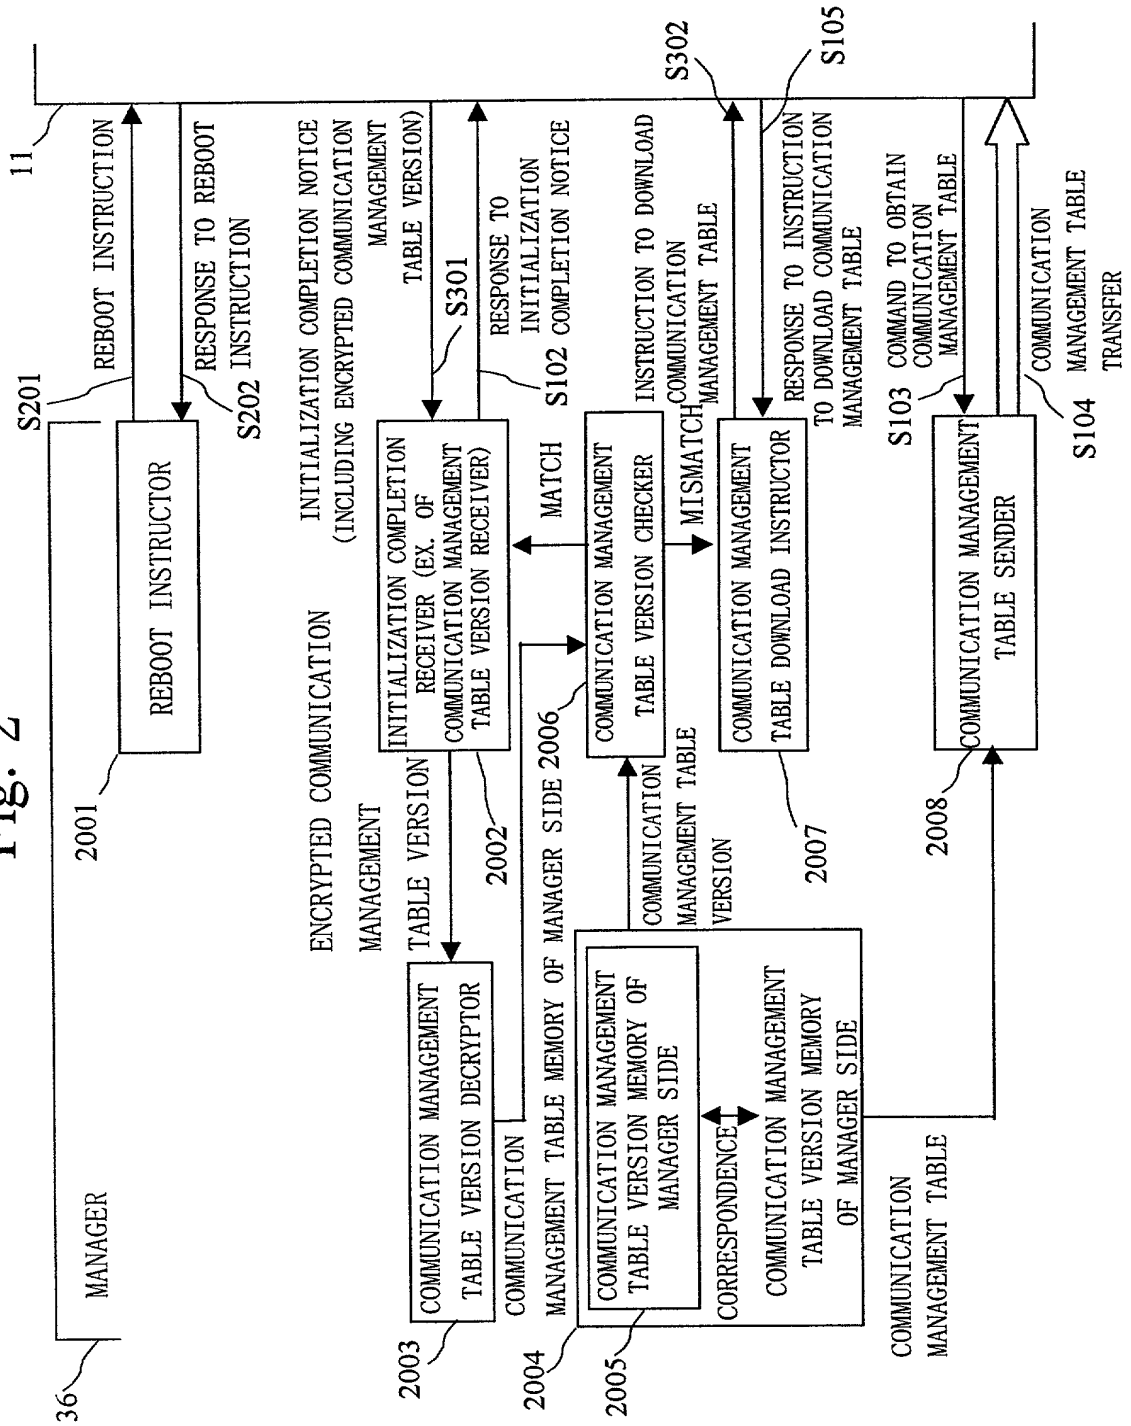 Fig. 2
36
MANAGER
11
2001
REBOOT INSTRUCTOR
S201
REBOOT INSTRUCTION
S202
RESPONSE TO REBOOT
INSTRUCTION
INITIALIZATION COMPLETION NOTICE
(INCLUDING ENCRYPTED COMMUNICATION
MANAGEMENT
TABLE VERSION)
S301
ENCRYPTED COMMUNICATION
MANAGEMENT
TABLE VERSION
INITIALIZATION COMPLETION
RECEIVER (EX. OF
COMMUNICATION MANAGEMENT
TABLE VERSION RECEIVER)
2002
RESPONSE TO
INITIALIZATION
COMPLETION NOTICE
S102
2003
COMMUNICATION MANAGEMENT
TABLE VERSION DECRYPTOR
COMMUNICATION
MANAGEMENT TABLE MEMORY OF MANAGER SIDE
2006
MATCH
COMMUNICATION MANAGEMENT
TABLE VERSION CHECKER
MISMATCH
INSTRUCTION TO DOWNLOAD
COMMUNICATION
MANAGEMENT TABLE
S302
S105
2004
2005
COMMUNICATION MANAGEMENT
TABLE VERSION MEMORY OF
MANAGER SIDE
CORRESPONDENCE
COMMUNICATION MANAGEMENT
TABLE VERSION MEMORY
OF MANAGER SIDE
COMMUNICATION
MANAGEMENT TABLE
VERSION
2007
COMMUNICATION MANAGEMENT
TABLE DOWNLOAD INSTRUCTOR
RESPONSE TO INSTRUCTION
TO DOWNLOAD COMMUNICATION
MANAGEMENT TABLE
S103
COMMAND TO OBTAIN
COMMUNICATION
MANAGEMENT TABLE
COMMUNICATION
MANAGEMENT TABLE
2008
COMMUNICATION MANAGEMENT
TABLE SENDER
S104
COMMUNICATION
MANAGEMENT TABLE
TRANSFER